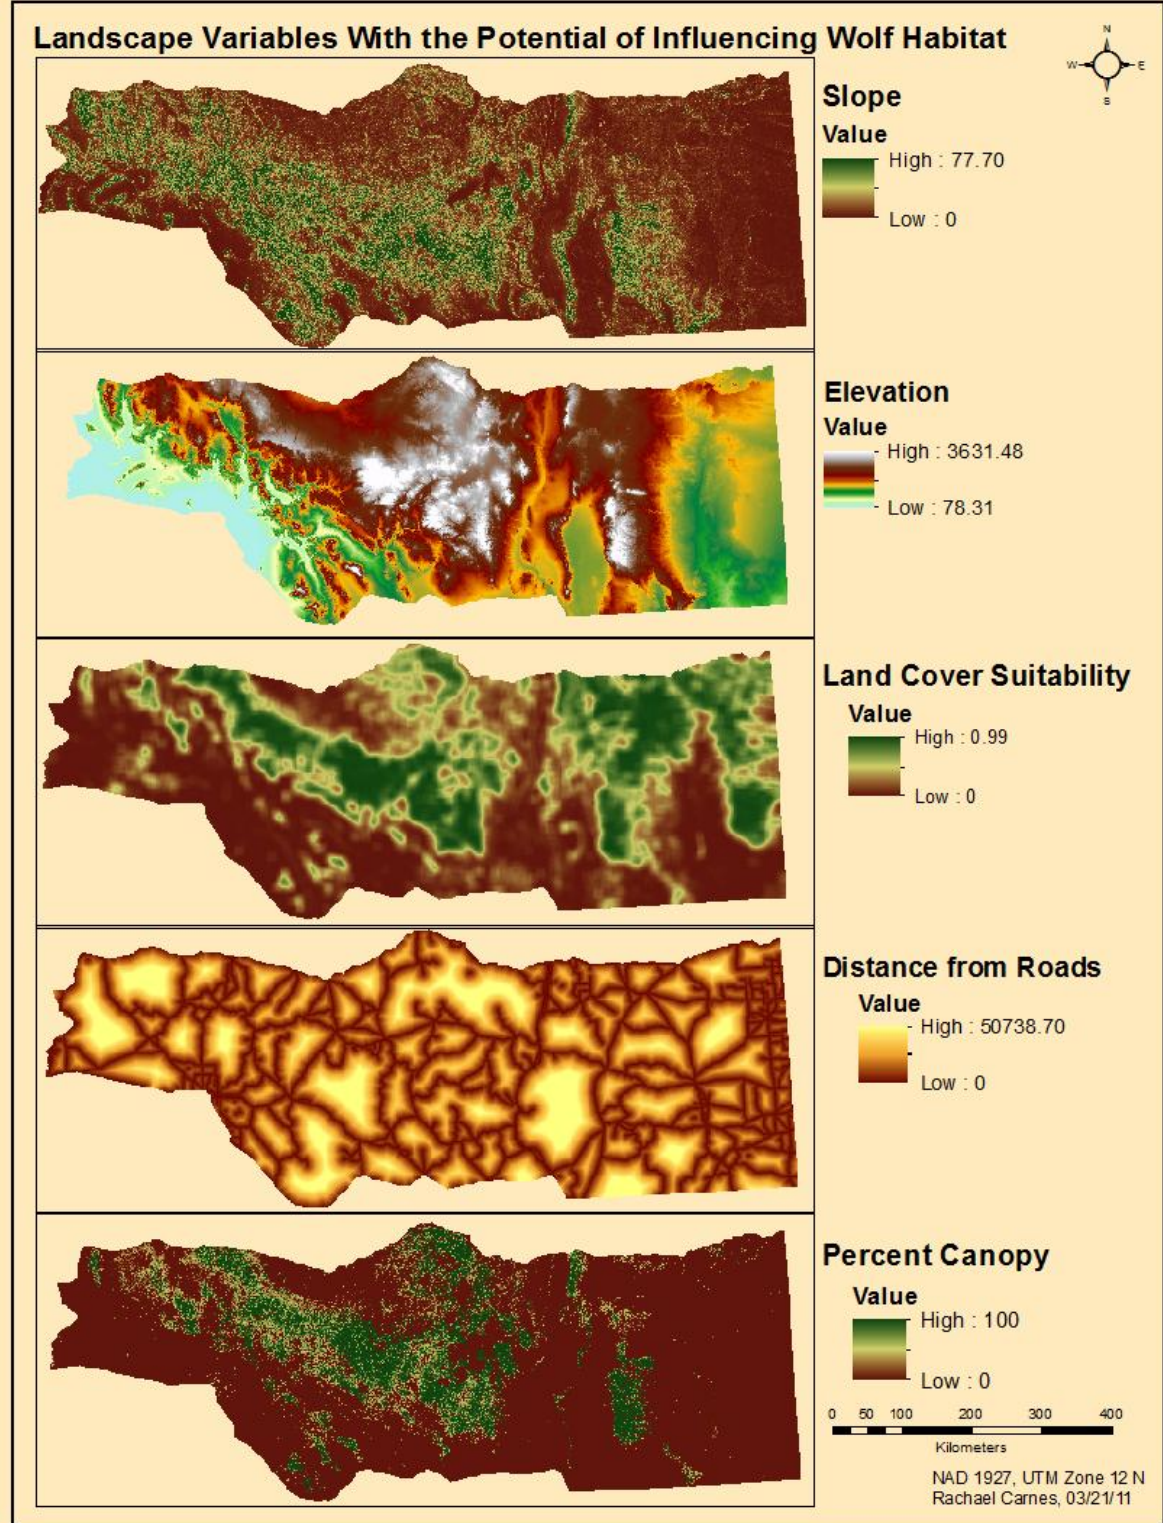 Landscape Variables With the Potential of Influencing Wolf Habitat
N
W E
S
Slope
Value
High : 77.70
Low : 0
Elevation
Value
High : 3631.48
Low : 78.31
Land Cover Suitability
Value
High : 0.99
Low : 0
Distance from Roads
Value
High : 50738.70
Low : 0
Percent Canopy
Value
High : 100
Low : 0
0 50 100 200 300 400
Kilometers
NAD 1927, UTM Zone 12 N
Rachael Carnes, 03/21/11